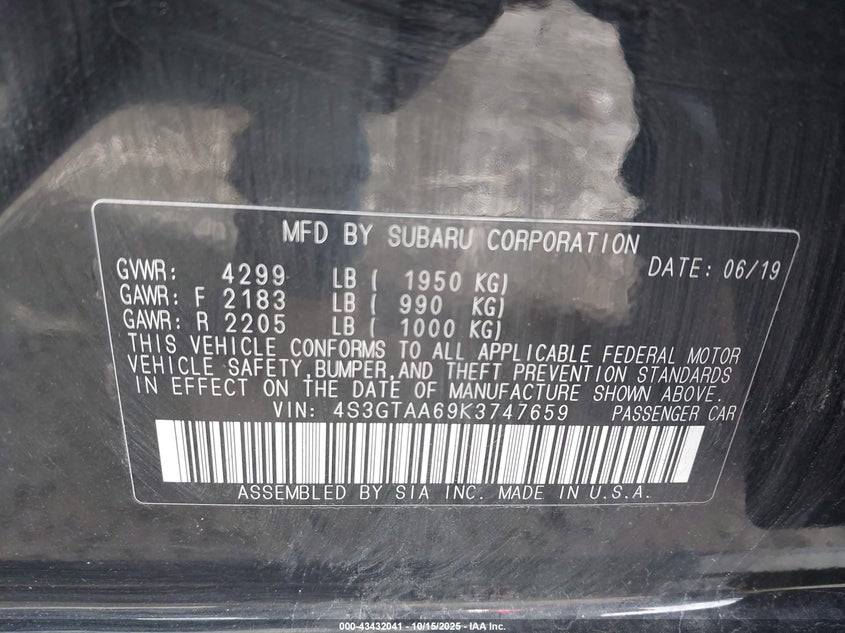 MFD BY SUBARU CORPORATION
DATE: 06/19
GVWR: 4299 LB ( 1950 KG)
GAWR: F 2183 LB ( 990 KG)
GAWR: R 2205 LB ( 1000 KG)
THIS VEHICLE CONFORMS TO ALL APPLICABLE FEDERAL MOTOR
VEHICLE SAFETY,BUMPER,AND THEFT PREVENTION STANDARDS
IN EFFECT ON THE DATE OF MANUFACTURE SHOWN ABOVE.
VIN: 4S3GTAA69K3747659 PASSENGER CAR
ASSEMBLED BY SIA INC. MADE IN U.S.A.
000-43432041 - 10/15/2025 - IAA Inc.